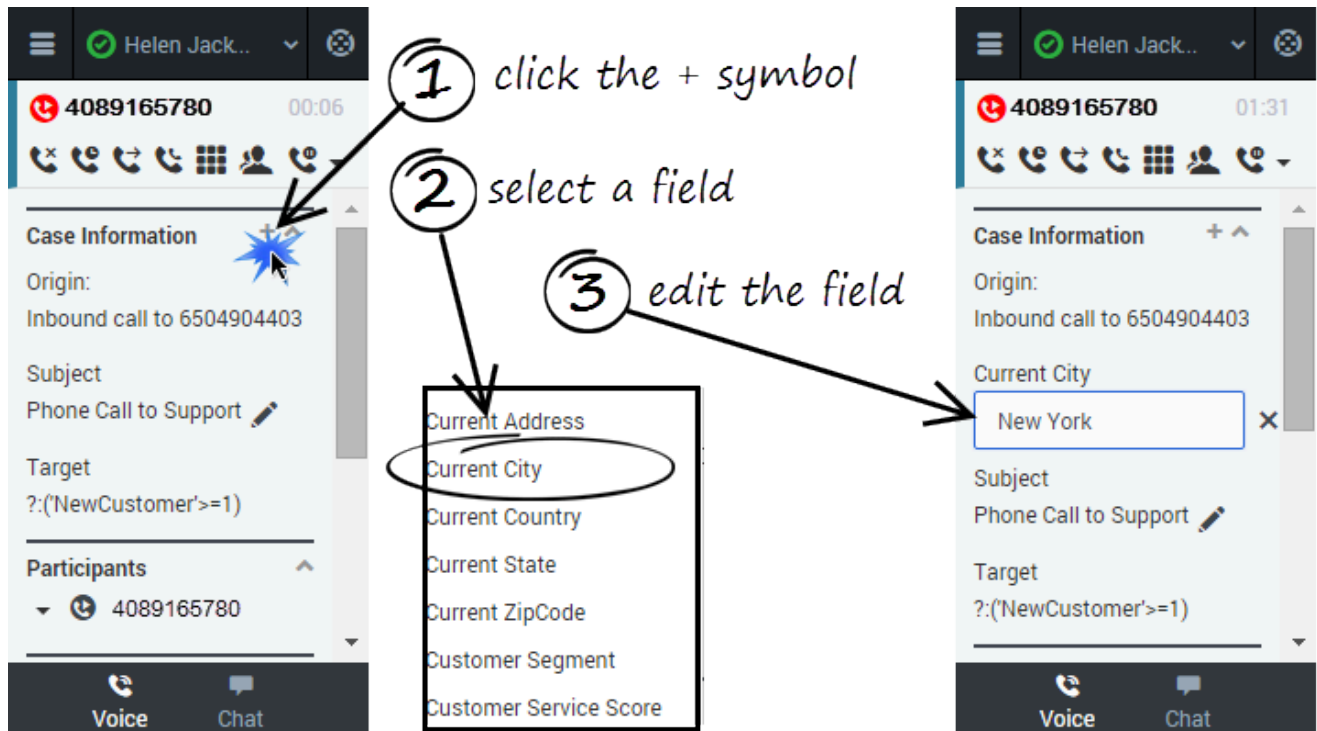 Helen Jack...
4089165780 00:06
Case Information +
Origin:
Inbound call to 6504904403
Subject
Phone Call to Support
Target
?:('NewCustomer'>=1)
Participants
4089165780
Voice Chat
1 click the + symbol
2 select a field
3 edit the field
Current Address
Current City
Current Country
Current State
Current ZipCode
Customer Segment
Customer Service Score
Helen Jack...
4089165780 01:31
Case Information +
Origin:
Inbound call to 6504904403
Current City
New York
Subject
Phone Call to Support
Target
?:('NewCustomer'>=1)
Voice Chat